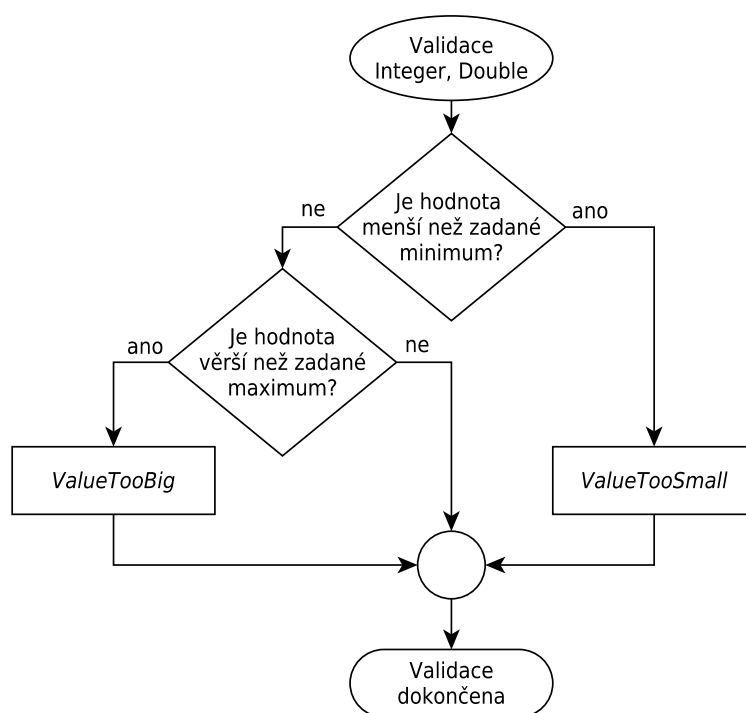 Validace
Integer, Double
Je hodnota
menší než zadané
minimum?
ne
ano
Je hodnota
věrší než zadané
maximum?
ano
ne
ValueTooBig
ValueTooSmall
Validace
dokončena